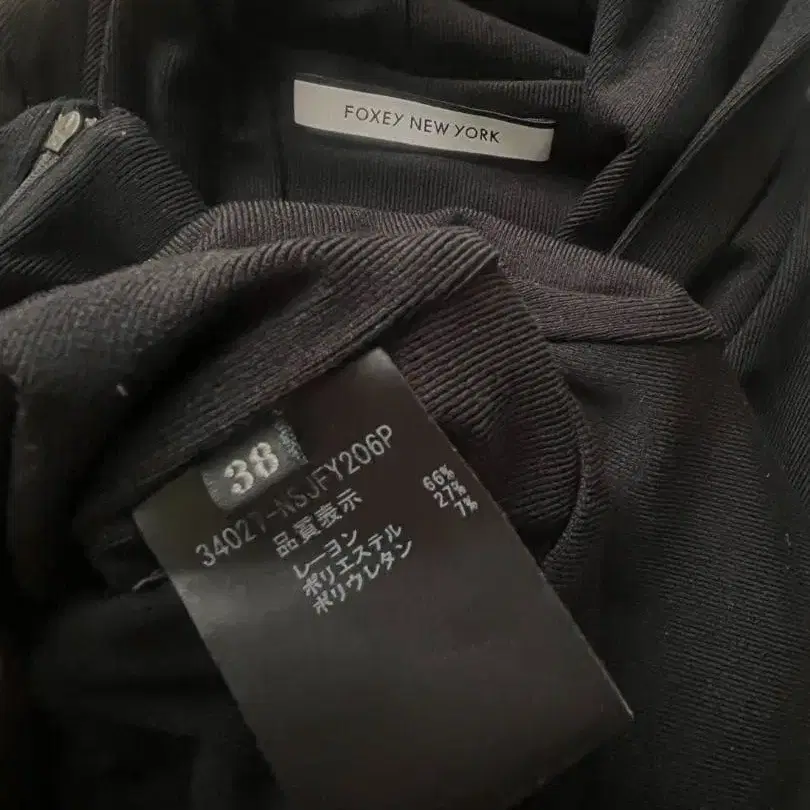 FOXEY NEW YORK
38
34027-NSJFY206P
品質表示
レーヨン 66%
ポリエステル 27%
ポリウレタン 7%